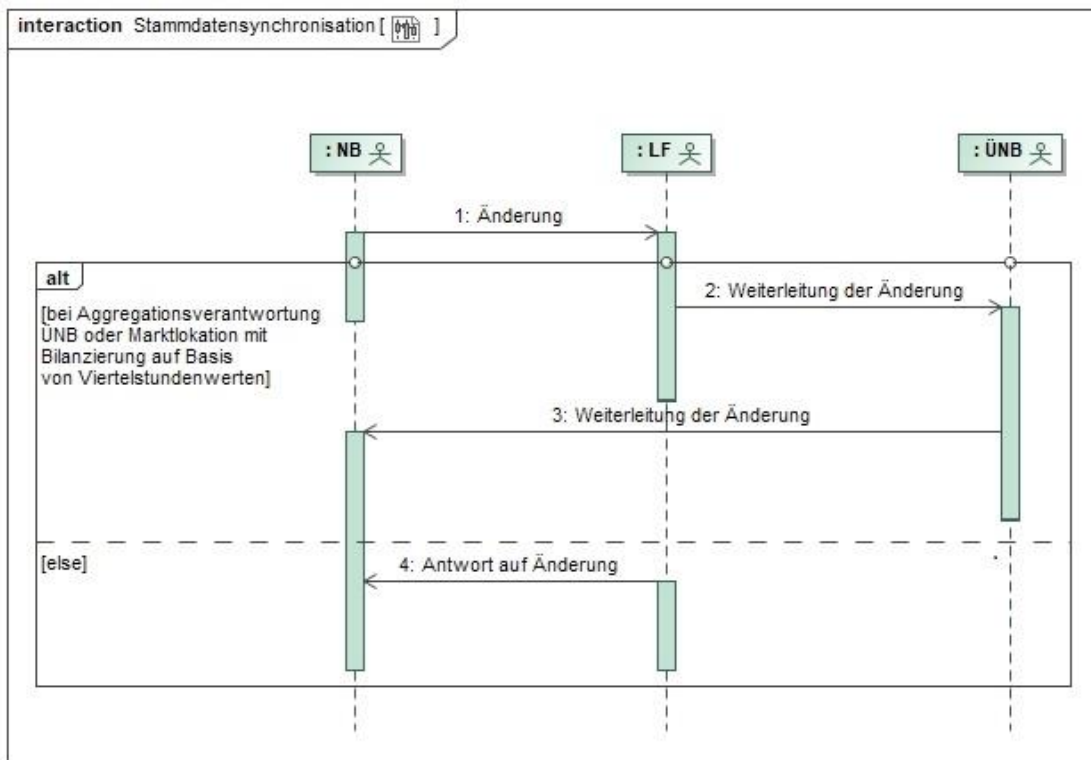 interaction Stammdatensynchronisation [ ]
: NB
: LF
: ÜNB
1: Änderung
alt
[bei Aggregationsverantwortung
ÜNB oder Marktlokation mit
Bilanzierung auf Basis
von Viertelstundenwerten]
2: Weiterleitung der Änderung
3: Weiterleitung der Änderung
[else]
4: Antwort auf Änderung